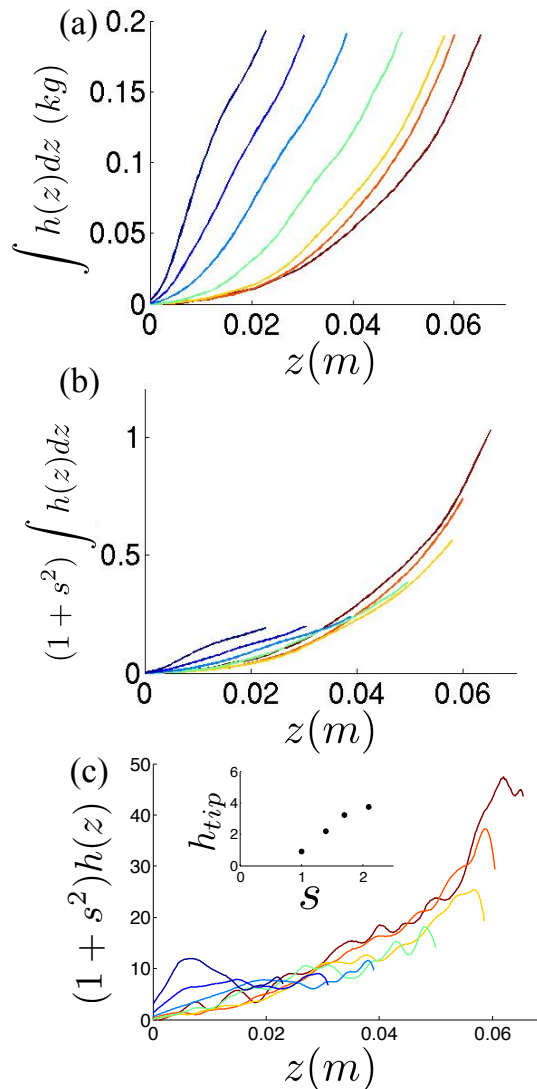 (a)
∫ h(z)dz (kg)
0.2
0.15
0.1
0.05
0
0 0.02 0.04 0.06
z(m)
(b)
(1 + s²) ∫ h(z)dz
1
0.5
0
0 0.02 0.04 0.06
z(m)
(c)
(1 + s²)h(z)
50
40
30
20
10
0
0 0.02 0.04 0.06
z(m)
h_tip
6
4
2
0
0 1 2
s